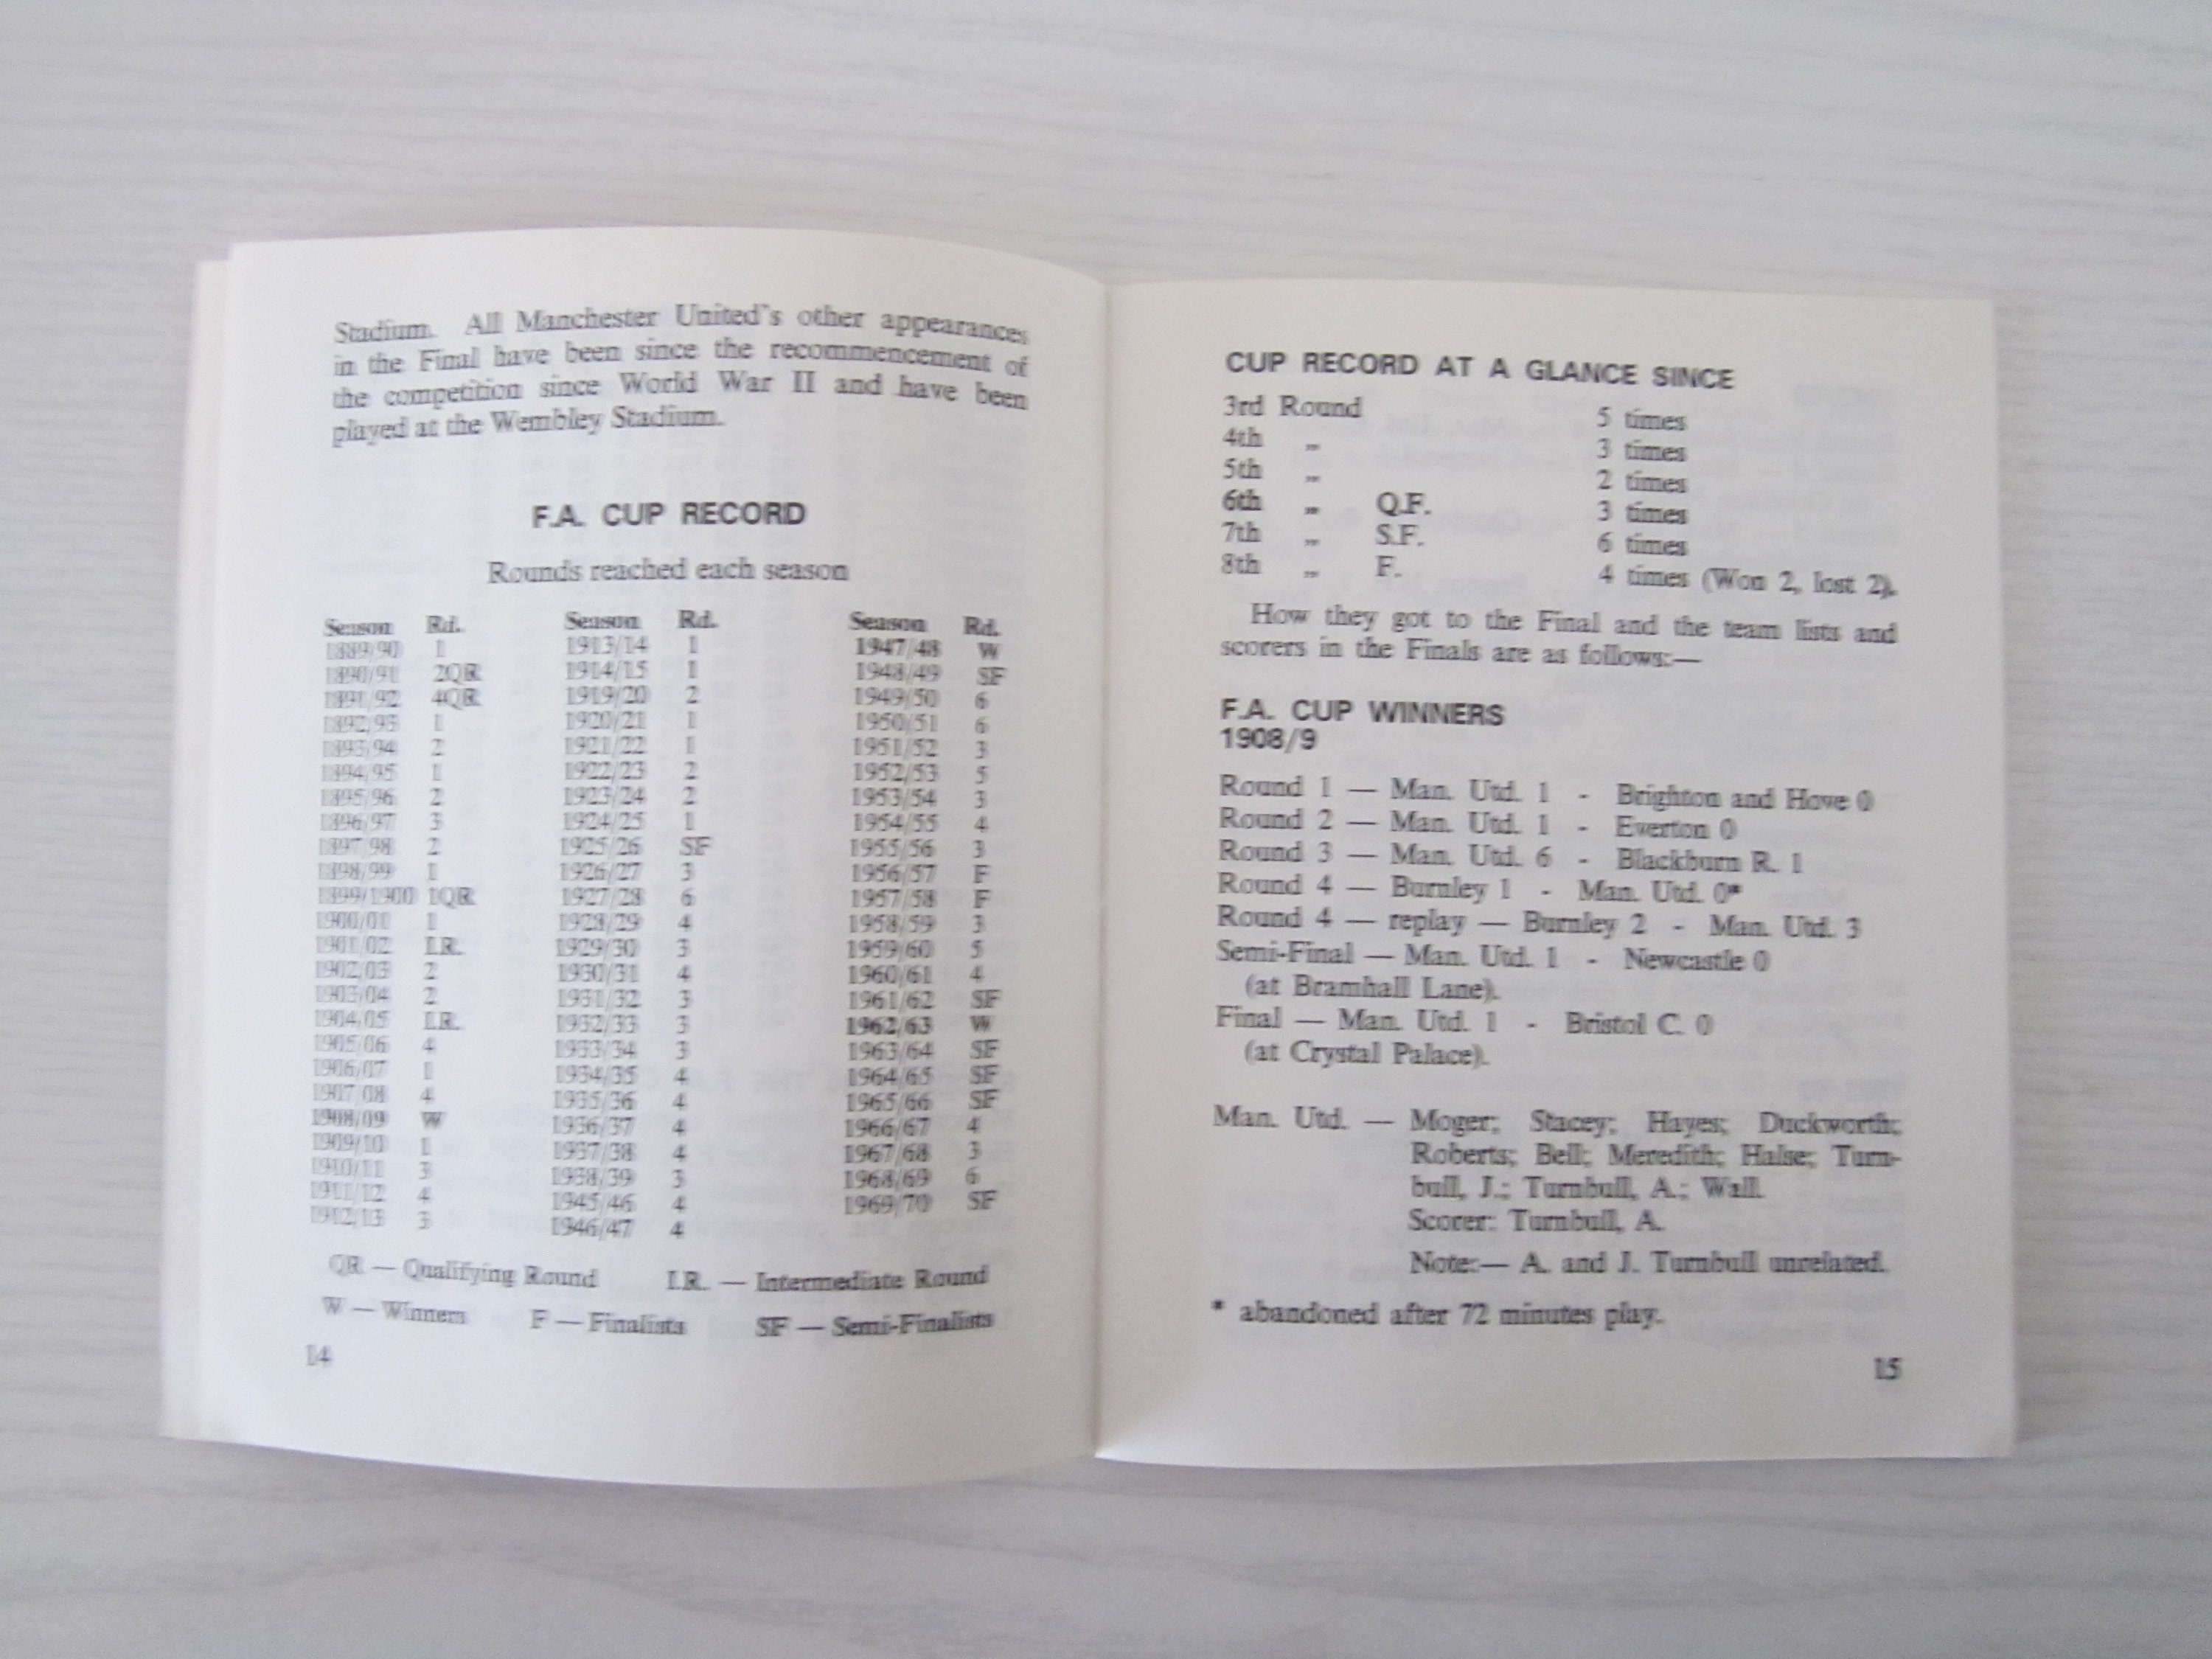 Stadium. All Manchester United's other appearances
in the Final have been since the recommencement of
the competition since World War II and have been
played at the Wembley Stadium.
F.A. CUP RECORD
Rounds reached each season
Season Rd. Season Rd. Season Rd.
1889/90 1 1913/14 1 1947/48 W
1890/91 2QR 1914/15 1 1948/49 SF
1891/92 4QR 1919/20 2 1949/50 6
1892/93 1 1920/21 1 1950/51 6
1893/94 2 1921/22 1 1951/52 3
1894/95 1 1922/23 2 1952/53 5
1895/96 2 1923/24 2 1953/54 3
1896/97 3 1924/25 1 1954/55 4
1897/98 2 1925/26 SF 1955/56 3
1898/99 1 1926/27 3 1956/57 F
1899/1900 1QR 1927/28 6 1957/58 F
1900/01 1 1928/29 4 1958/59 3
1901/02 I.R. 1929/30 3 1959/60 5
1902/03 2 1930/31 4 1960/61 4
1903/04 2 1931/32 3 1961/62 SF
1904/05 I.R. 1932/33 3 1962/63 W
1905/06 4 1933/34 3 1963/64 SF
1906/07 1 1934/35 4 1964/65 SF
1907/08 4 1935/36 4 1965/66 SF
1908/09 W 1936/37 4 1966/67 4
1909/10 1 1937/38 4 1967/68 3
1910/11 3 1938/39 3 1968/69 6
1911/12 4 1945/46 4 1969/70 SF
1912/13 3 1946/47 4
QR — Qualifying Round I.R. — Intermediate Round
W — Winners F — Finalists SF — Semi-Finalists
14
CUP RECORD AT A GLANCE SINCE
3rd Round 5 times
4th „ 3 times
5th „ 2 times
6th „ Q.F. 3 times
7th „ S.F. 6 times
8th „ F. 4 times (Won 2, lost 2).
How they got to the Final and the team lists and
scorers in the Finals are as follows:—
F.A. CUP WINNERS
1908/9
Round 1 — Man. Utd. 1 - Brighton and Hove 0
Round 2 — Man. Utd. 1 - Everton 0
Round 3 — Man. Utd. 6 - Blackburn R. 1
Round 4 — Burnley 1 - Man. Utd. 0*
Round 4 — replay — Burnley 2 - Man. Utd. 3
Semi-Final — Man. Utd. 1 - Newcastle 0
(at Bramhall Lane).
Final — Man. Utd. 1 - Bristol C. 0
(at Crystal Palace).
Man. Utd. — Moger; Stacey; Hayes; Duckworth;
Roberts; Bell; Meredith; Halse; Turn-
bull, J.; Turnbull, A.; Wall.
Scorer: Turnbull, A.
Note:— A. and J. Turnbull unrelated.
* abandoned after 72 minutes play.
15